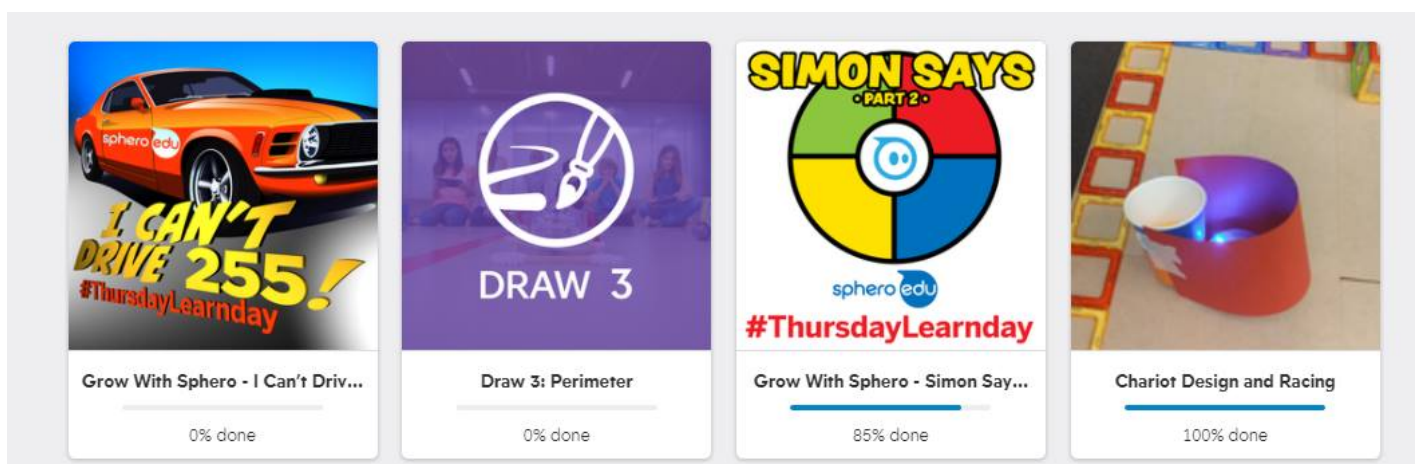 sphero edu
I CAN'T
DRIVE 255!
#ThursdayLearnday
Grow With Sphero - I Can't Driv...
0% done
DRAW 3
Draw 3: Perimeter
0% done
SIMON SAYS
• PART 2 •
sphero edu
#ThursdayLearnday
Grow With Sphero - Simon Say...
85% done
Chariot Design and Racing
100% done